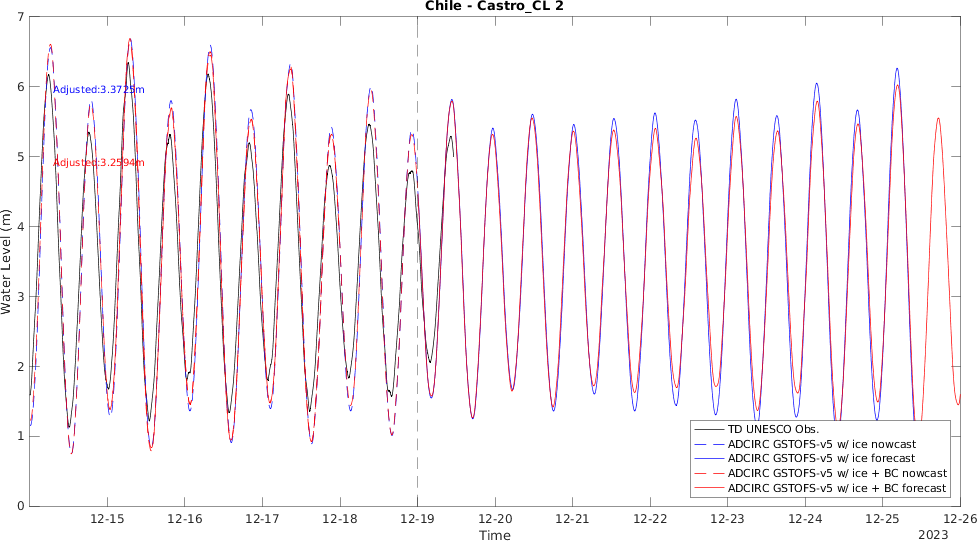 Chile - Castro_CL 2
7
6
5
4
3
2
1
0
Water Level (m)
Adjusted:3.3725m
Adjusted:3.2594m
TD UNESCO Obs.
ADCIRC GSTOFS-v5 w/ ice nowcast
ADCIRC GSTOFS-v5 w/ ice forecast
ADCIRC GSTOFS-v5 w/ ice + BC nowcast
ADCIRC GSTOFS-v5 w/ ice + BC forecast
12-15 12-16 12-17 12-18 12-19 12-20 12-21 12-22 12-23 12-24 12-25 12-26
Time
2023